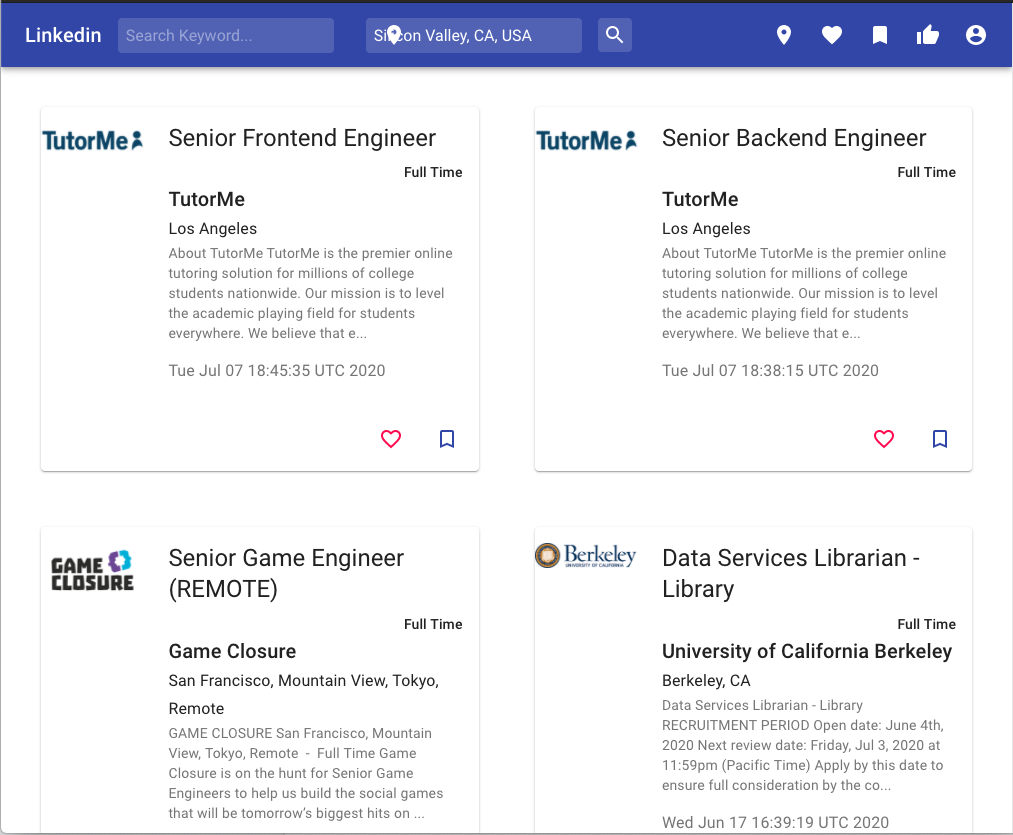 Linkedin
Search Keyword...
Silicon Valley, CA, USA
TutorMe
Senior Frontend Engineer
Full Time
TutorMe
Los Angeles
About TutorMe TutorMe is the premier online
tutoring solution for millions of college
students nationwide. Our mission is to level
the academic playing field for students
everywhere. We believe that e...
Tue Jul 07 18:45:35 UTC 2020
TutorMe
Senior Backend Engineer
Full Time
TutorMe
Los Angeles
About TutorMe TutorMe is the premier online
tutoring solution for millions of college
students nationwide. Our mission is to level
the academic playing field for students
everywhere. We believe that e...
Tue Jul 07 18:38:15 UTC 2020
GAME
CLOSURE
Senior Game Engineer
(REMOTE)
Full Time
Game Closure
San Francisco, Mountain View, Tokyo,
Remote
GAME CLOSURE San Francisco, Mountain
View, Tokyo, Remote  -  Full Time Game
Closure is on the hunt for Senior Game
Engineers to help us build the social games
that will be tomorrow’s biggest hits on ...
Berkeley
UNIVERSITY OF CALIFORNIA
Data Services Librarian -
Library
Full Time
University of California Berkeley
Berkeley, CA
Data Services Librarian - Library
RECRUITMENT PERIOD Open date: June 4th,
2020 Next review date: Friday, Jul 3, 2020 at
11:59pm (Pacific Time) Apply by this date to
ensure full consideration by the co...
Wed Jun 17 16:39:19 UTC 2020